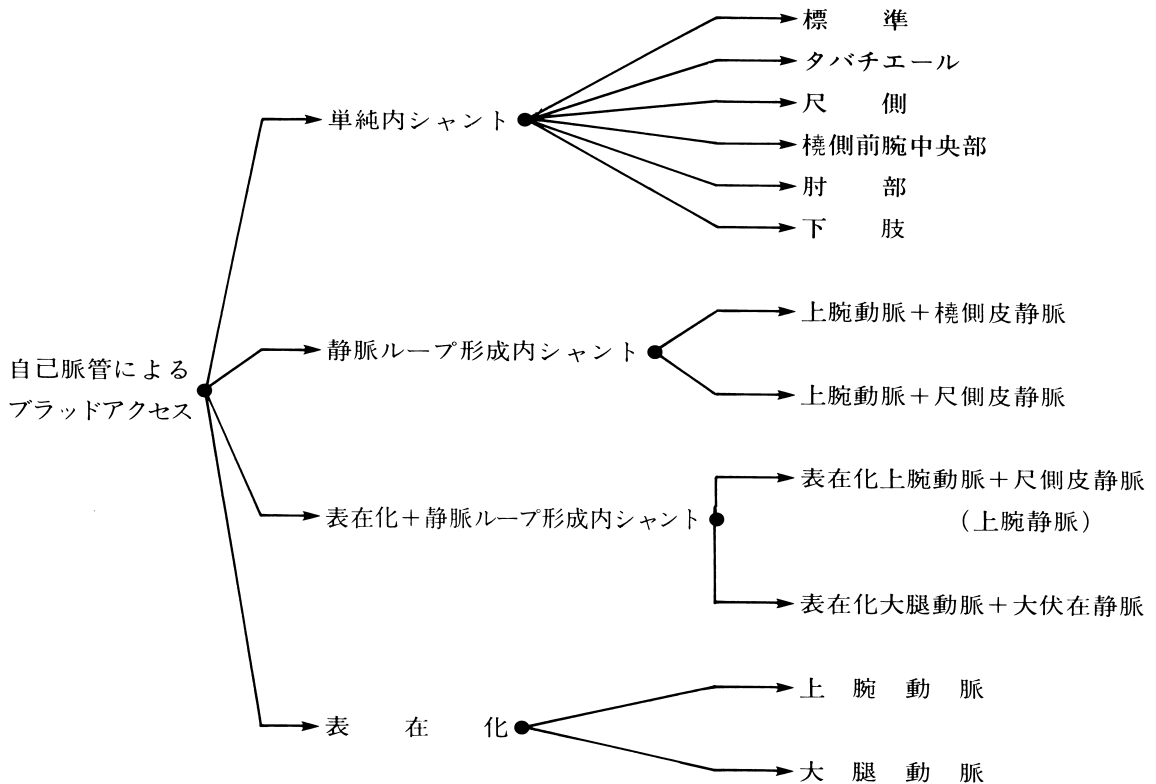 自己脈管による
ブラッドアクセス
単純内シャント
標準
タバチエール
尺側
橈側前腕中央部
肘部
下肢
静脈ループ形成内シャント
上腕動脈＋橈側皮静脈
上腕動脈＋尺側皮静脈
表在化＋静脈ループ形成内シャント
表在化上腕動脈＋尺側皮静脈
（上腕静脈）
表在化大腿動脈＋大伏在静脈
表在化
上腕動脈
大腿動脈